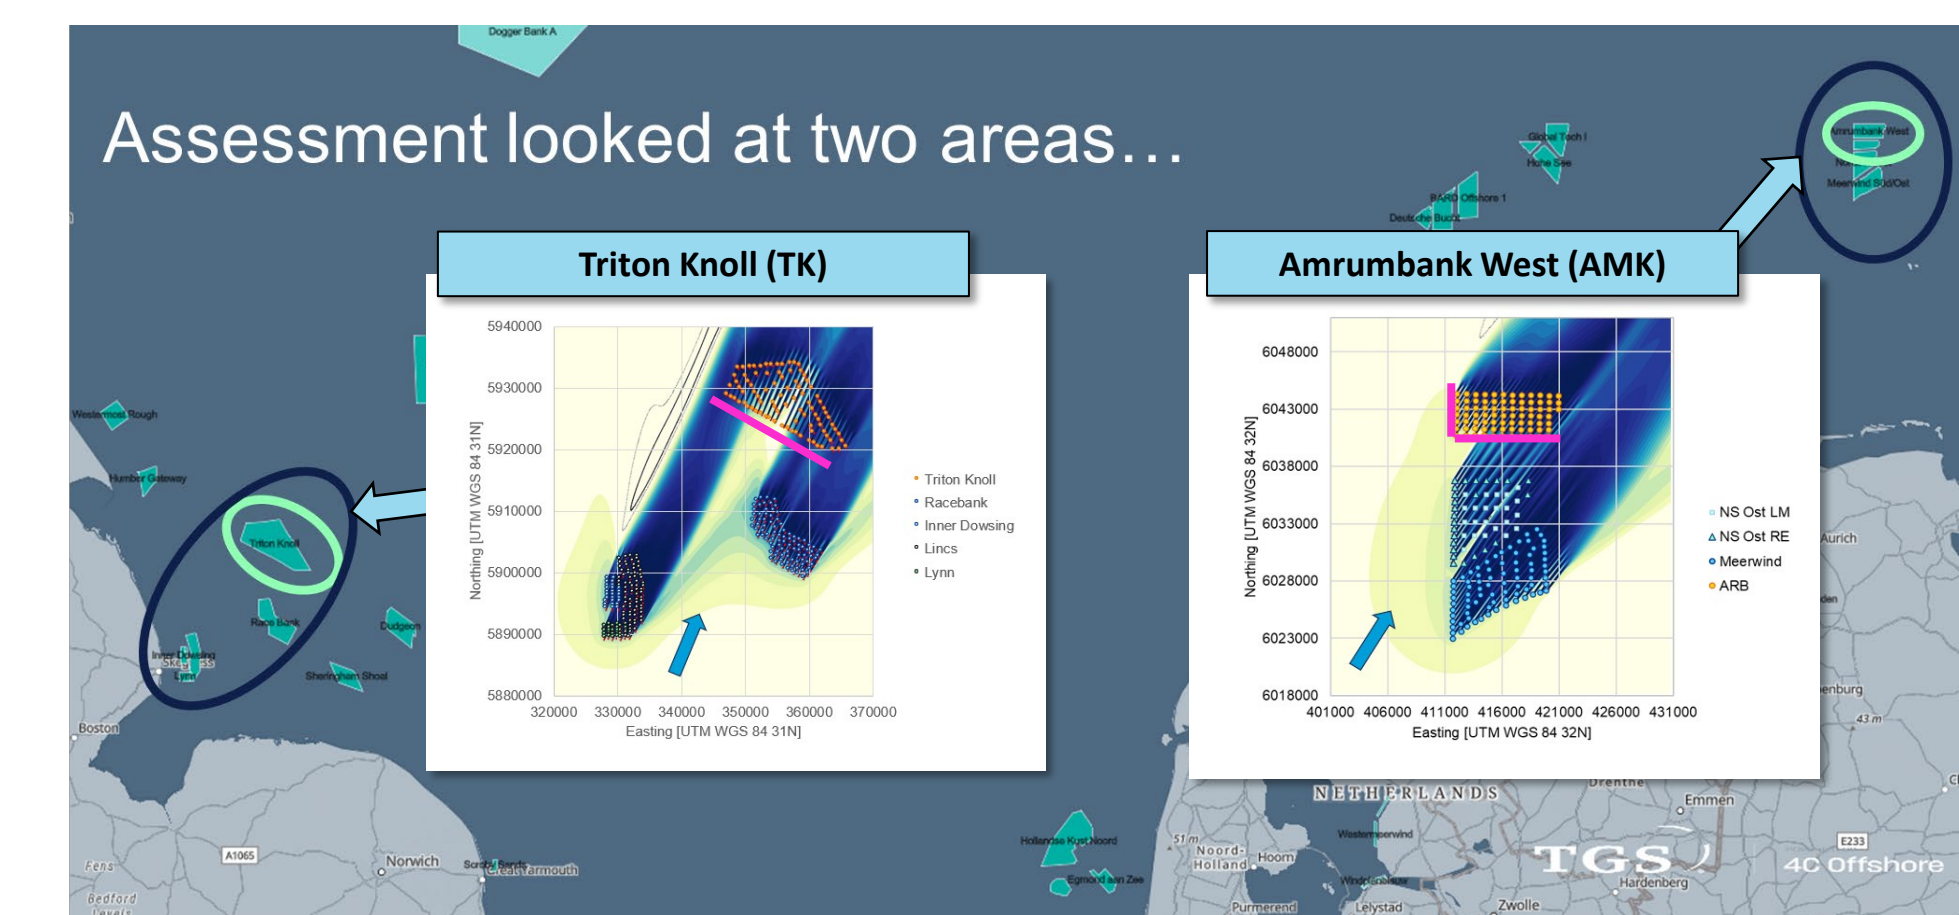 Dogger Bank A
Assessment looked at two areas…
Global Tech I
Hohe See
BARD Offshore 1
Deutsche Bucht
Amrumbank West
Meerwind Süd/Ost
Triton Knoll (TK)
5940000
5930000
5920000
5910000
5900000
5890000
5880000
Northing [UTM WGS 84 31N]
320000 330000 340000 350000 360000 370000
Easting [UTM WGS 84 31N]
Triton Knoll
Racebank
Inner Dowsing
Lincs
Lynn
Amrumbank West (AMK)
6048000
6043000
6038000
6033000
6028000
6023000
6018000
Northing [UTM WGS 84 32N]
401000 406000 411000 416000 421000 426000 431000
Easting [UTM WGS 84 32N]
NS Ost LM
NS Ost RE
Meerwind
ARB
Westermost Rough
Humber Gateway
Triton Knoll
Race Bank
Dudgeon
Inner Dowsing
Lynn
Sheringham Shoal
Boston
Aurich
43 m
Fens
A1065
Norwich
Scroby Sands
Great Yarmouth
Bedford
Levels
Hollandse Kust Noord
Egmond aan Zee
51 m
Noord-
Holland
Hoorn
Purmerend
NETHERLANDS
Westermeerwind
Windplanblauw
Lelystad
Drenthe
Emmen
Hardenberg
Zwolle
E233
TGS
4C Offshore